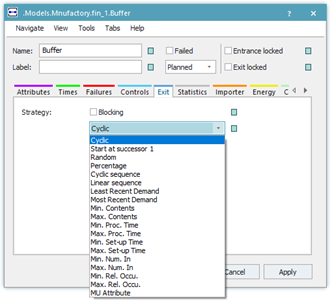 .Models.Mnufactory.fin_1.Buffer
Navigate View Tools Tabs Help
Name: Buffer Failed Entrance locked
Label: Planned Exit locked
Attributes Times Failures Controls Exit Statistics Importer Energy C
Strategy: Blocking
Cyclic
Cyclic
Start at successor 1
Random
Percentage
Cyclic sequence
Linear sequence
Least Recent Demand
Most Recent Demand
Min. Contents
Max. Contents
Min. Proc. Time
Max. Proc. Time
Min. Set-up Time
Max. Set-up Time
Min. Num. In
Max. Num. In
Min. Rel. Occu.
Max. Rel. Occu.
MU Attribute
Cancel Apply